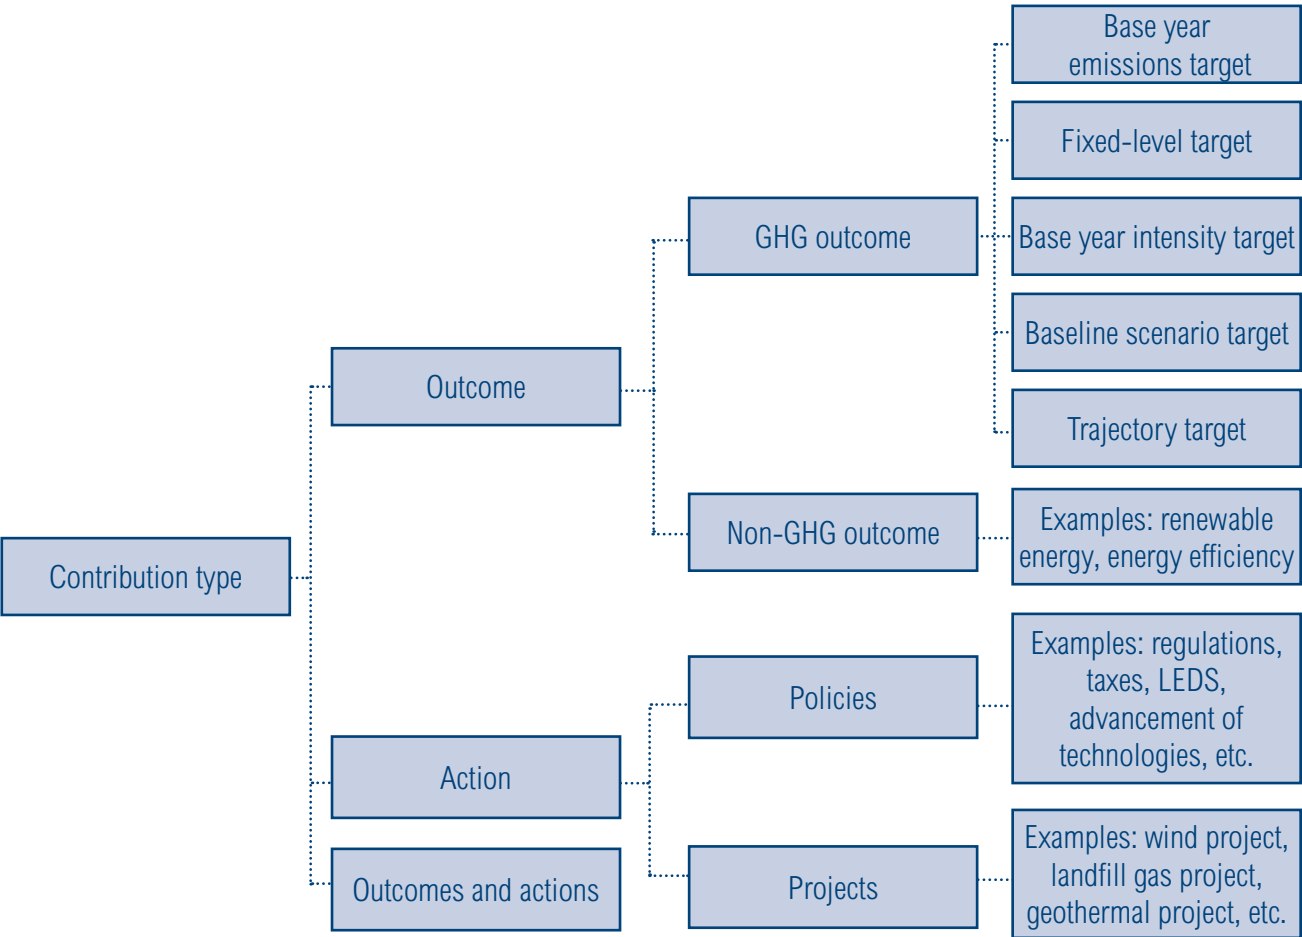 Base year
emissions target
Fixed-level target
GHG outcome
Base year intensity target
Baseline scenario target
Outcome
Trajectory target
Non-GHG outcome
Examples: renewable
energy, energy efficiency
Contribution type
Examples: regulations,
taxes, LEDS,
advancement of
technologies, etc.
Policies
Action
Examples: wind project,
landfill gas project,
geothermal project, etc.
Projects
Outcomes and actions